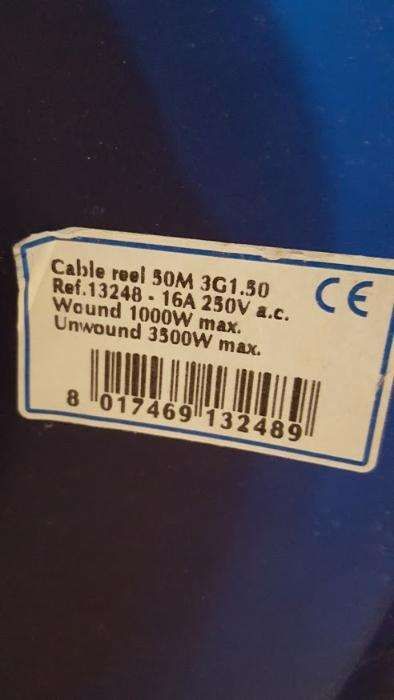 Cable reel 50M 3G1.50
Ref.13248 - 16A 250V a.c.
Wound 1000W max.
Unwound 3500W max.
CE
8 017469 132489